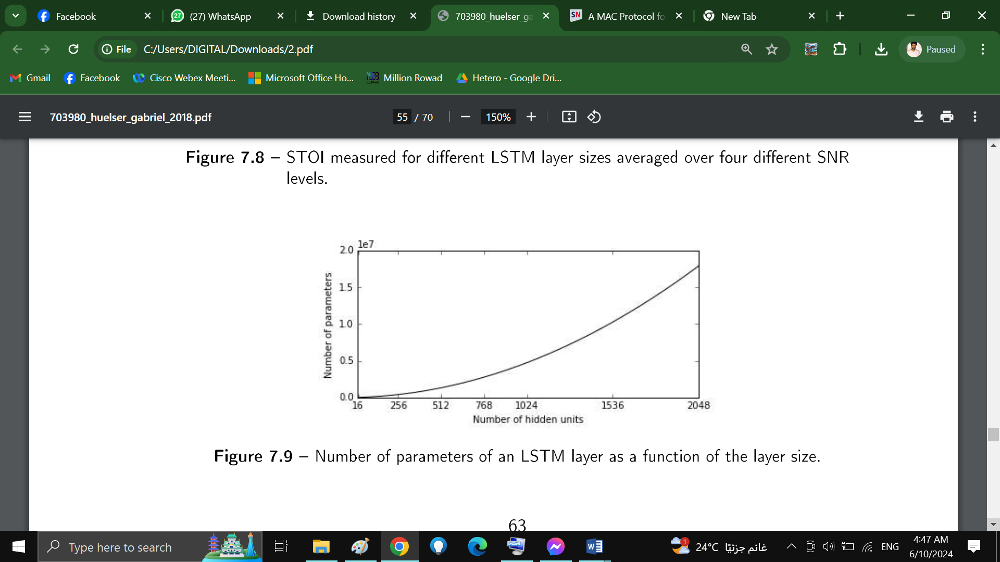 Facebook
(27) WhatsApp
Download history
703980_huelser_ga
A MAC Protocol fo
New Tab
File
C:/Users/DIGITAL/Downloads/2.pdf
Paused
Gmail
Facebook
Cisco Webex Meeti...
Microsoft Office Ho...
Million Rowad
Hetero - Google Dri...
703980_huelser_gabriel_2018.pdf
55 / 70
150%
Figure 7.8 – STOI measured for different LSTM layer sizes averaged over four different SNR
levels.
1e7
2.0
1.5
1.0
0.5
0.0
Number of parameters
16 256 512 768 1024 1536 2048
Number of hidden units
Figure 7.9 – Number of parameters of an LSTM layer as a function of the layer size.
63
Type here to search
1
24°C غائم جزئيًا
ENG
4:47 AM
6/10/2024